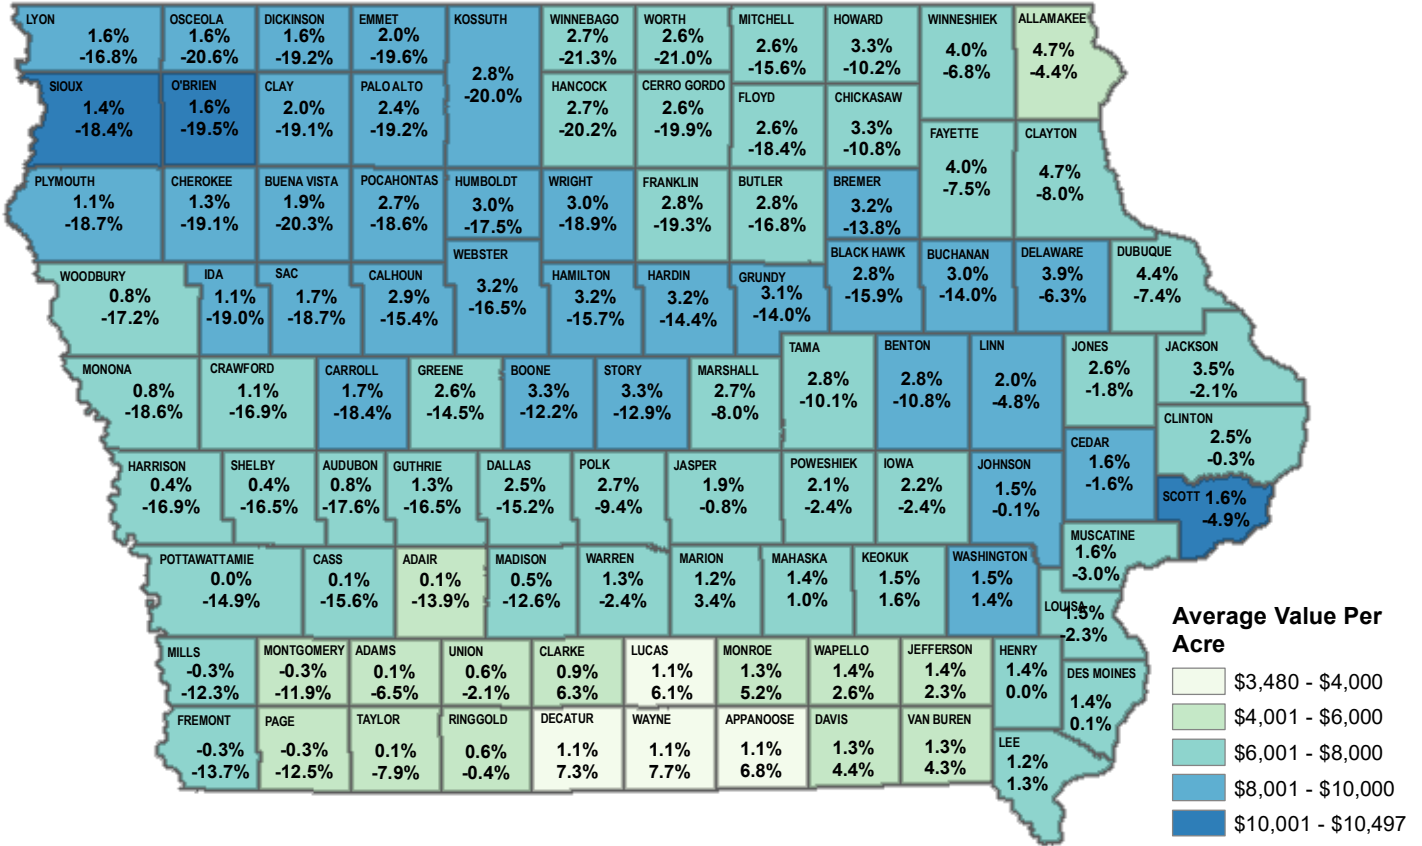 LYON
1.6%
-16.8%
OSCEOLA
1.6%
-20.6%
DICKINSON
1.6%
-19.2%
EMMET
2.0%
-19.6%
KOSSUTH
2.8%
-20.0%
WINNEBAGO
2.7%
-21.3%
WORTH
2.6%
-21.0%
MITCHELL
2.6%
-15.6%
HOWARD
3.3%
-10.2%
WINNESHIEK
4.0%
-6.8%
ALLAMAKEE
4.7%
-4.4%
SIOUX
1.4%
-18.4%
O'BRIEN
1.6%
-19.5%
CLAY
2.0%
-19.1%
PALO ALTO
2.4%
-19.2%
HANCOCK
2.7%
-20.2%
CERRO GORDO
2.6%
-19.9%
FLOYD
2.6%
-18.4%
CHICKASAW
3.3%
-10.8%
FAYETTE
4.0%
-7.5%
CLAYTON
4.7%
-8.0%
PLYMOUTH
1.1%
-18.7%
CHEROKEE
1.3%
-19.1%
BUENA VISTA
1.9%
-20.3%
POCAHONTAS
2.7%
-18.6%
HUMBOLDT
3.0%
-17.5%
WRIGHT
3.0%
-18.9%
FRANKLIN
2.8%
-19.3%
BUTLER
2.8%
-16.8%
BREMER
3.2%
-13.8%
WOODBURY
0.8%
-17.2%
IDA
1.1%
-19.0%
SAC
1.7%
-18.7%
CALHOUN
2.9%
-15.4%
WEBSTER
3.2%
-16.5%
HAMILTON
3.2%
-15.7%
HARDIN
3.2%
-14.4%
GRUNDY
3.1%
-14.0%
BLACK HAWK
2.8%
-15.9%
BUCHANAN
3.0%
-14.0%
DELAWARE
3.9%
-6.3%
DUBUQUE
4.4%
-7.4%
MONONA
0.8%
-18.6%
CRAWFORD
1.1%
-16.9%
CARROLL
1.7%
-18.4%
GREENE
2.6%
-14.5%
BOONE
3.3%
-12.2%
STORY
3.3%
-12.9%
MARSHALL
2.7%
-8.0%
TAMA
2.8%
-10.1%
BENTON
2.8%
-10.8%
LINN
2.0%
-4.8%
JONES
2.6%
-1.8%
JACKSON
3.5%
-2.1%
CLINTON
2.5%
-0.3%
HARRISON
0.4%
-16.9%
SHELBY
0.4%
-16.5%
AUDUBON
0.8%
-17.6%
GUTHRIE
1.3%
-16.5%
DALLAS
2.5%
-15.2%
POLK
2.7%
-9.4%
JASPER
1.9%
-0.8%
POWESHIEK
2.1%
-2.4%
IOWA
2.2%
-2.4%
JOHNSON
1.5%
-0.1%
CEDAR
1.6%
-1.6%
SCOTT
1.6%
-4.9%
MUSCATINE
1.6%
-3.0%
POTTAWATTAMIE
0.0%
-14.9%
CASS
0.1%
-15.6%
ADAIR
0.1%
-13.9%
MADISON
0.5%
-12.6%
WARREN
1.3%
-2.4%
MARION
1.2%
3.4%
MAHASKA
1.4%
1.0%
KEOKUK
1.5%
1.6%
WASHINGTON
1.5%
1.4%
LOUISA
1.5%
-2.3%
MILLS
-0.3%
-12.3%
MONTGOMERY
-0.3%
-11.9%
ADAMS
0.1%
-6.5%
UNION
0.6%
-2.1%
CLARKE
0.9%
6.3%
LUCAS
1.1%
6.1%
MONROE
1.3%
5.2%
WAPELLO
1.4%
2.6%
JEFFERSON
1.4%
2.3%
HENRY
1.4%
0.0%
DES MOINES
1.4%
0.1%
FREMONT
-0.3%
-13.7%
PAGE
-0.3%
-12.5%
TAYLOR
0.1%
-7.9%
RINGGOLD
0.6%
-0.4%
DECATUR
1.1%
7.3%
WAYNE
1.1%
7.7%
APPANOOSE
1.1%
6.8%
DAVIS
1.3%
4.4%
VAN BUREN
1.3%
4.3%
LEE
1.2%
1.3%
Average Value Per
Acre
$3,480 - $4,000
$4,001 - $6,000
$6,001 - $8,000
$8,001 - $10,000
$10,001 - $10,497